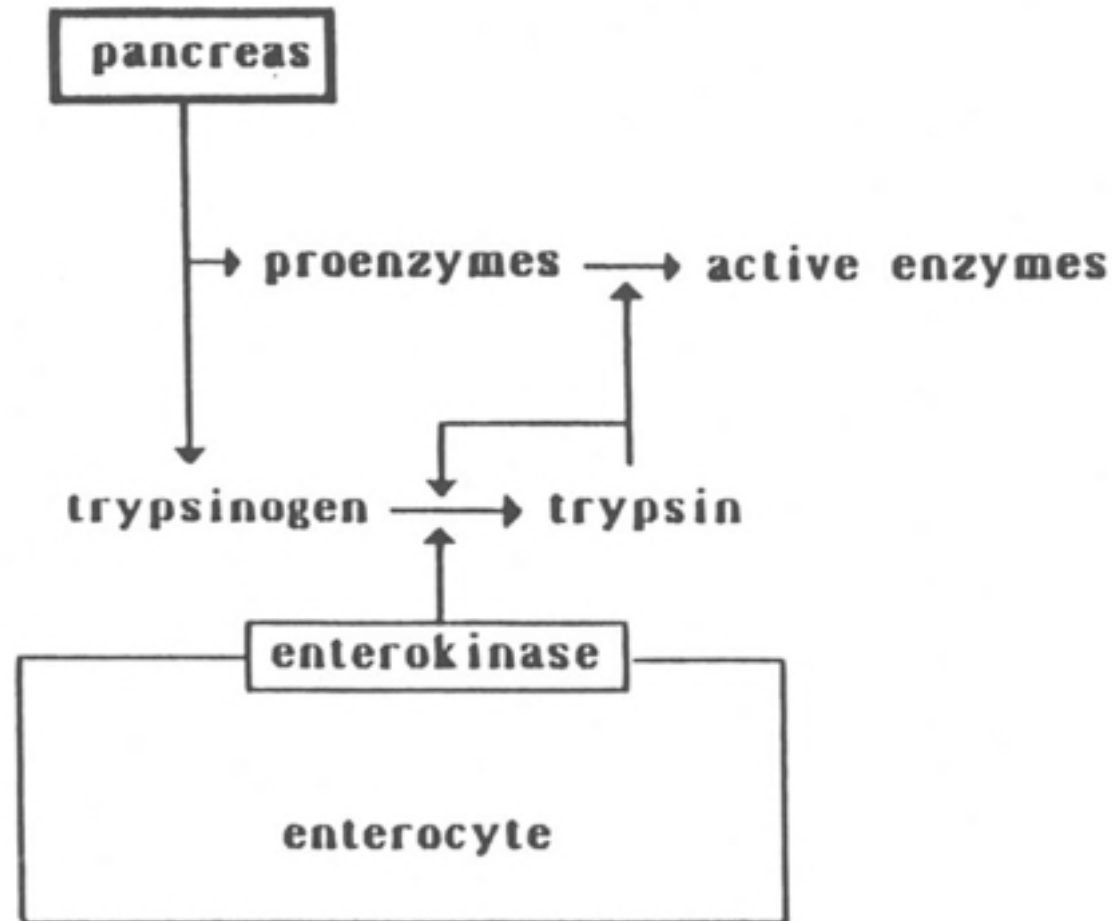 pancreas
proenzymes active enzymes
trypsinogen trypsin
enterokinase
enterocyte